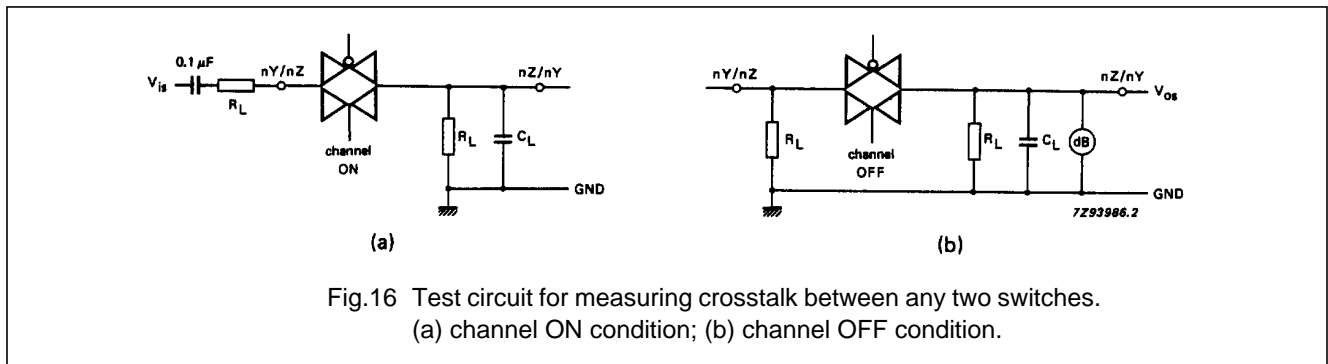 0.1 μF
V_is
R_L
nY/nZ
channel
ON
nZ/nY
R_L
C_L
GND
(a)
nY/nZ
R_L
channel
OFF
nZ/nY
V_os
R_L
C_L
dB
GND
7Z93986.2
(b)
Fig.16 Test circuit for measuring crosstalk between any two switches.
(a) channel ON condition; (b) channel OFF condition.